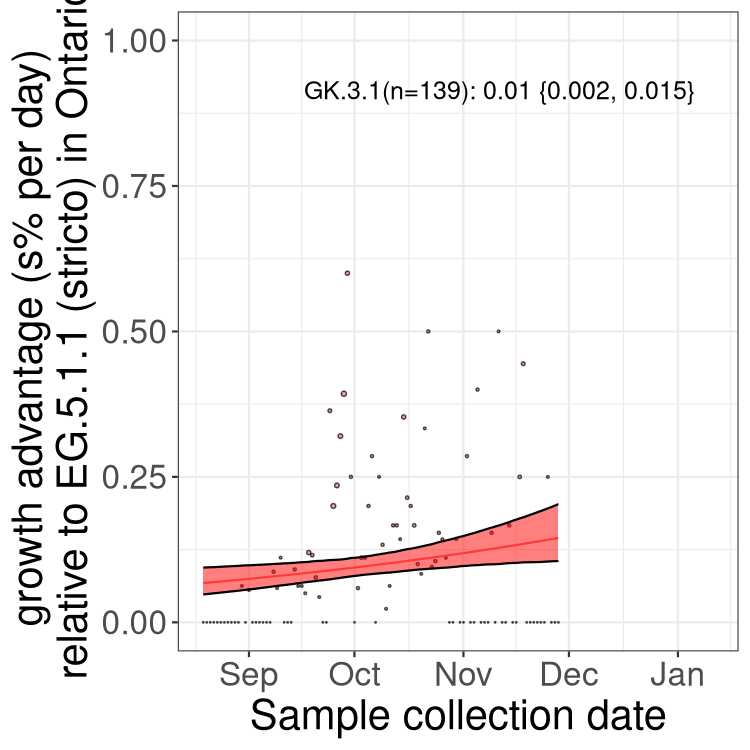 growth advantage (s% per day)
relative to EG.5.1.1 (stricto) in Ontario
1.00
0.75
0.50
0.25
0.00
GK.3.1(n=139): 0.01 {0.002, 0.015}
Sep Oct Nov Dec Jan
Sample collection date